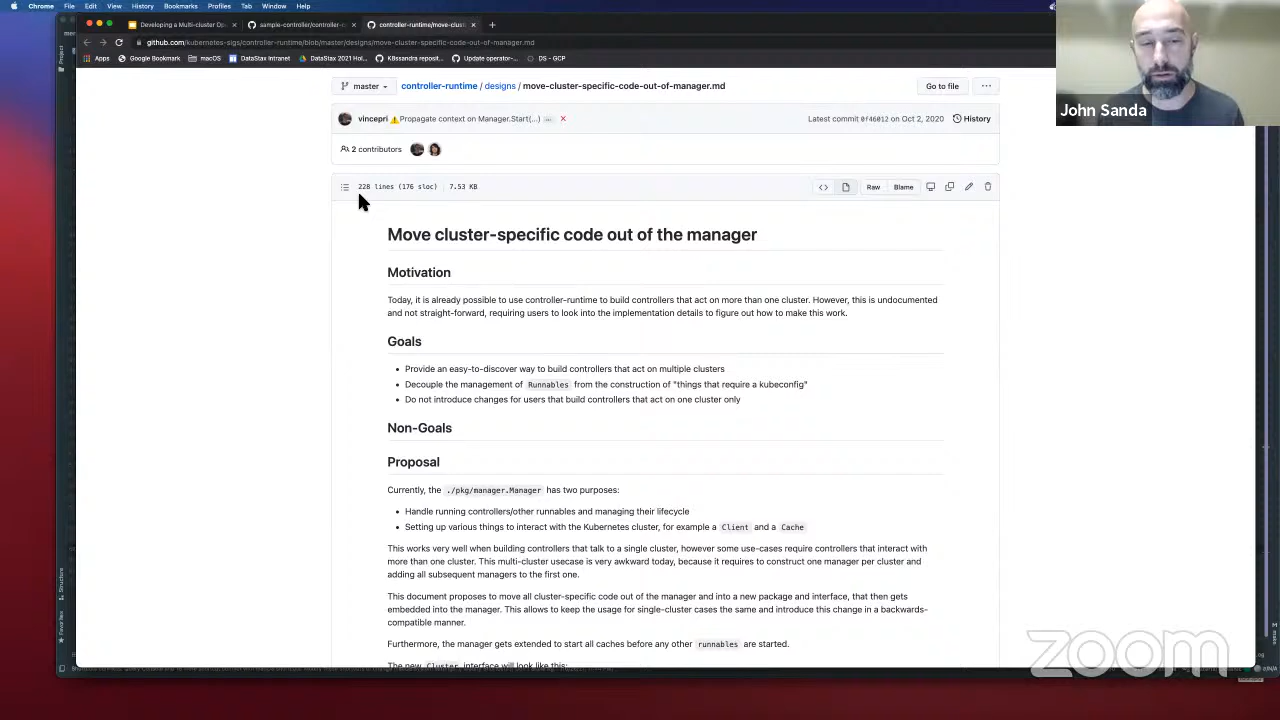 Chrome File Edit View History Bookmarks Profiles Tab Window Help
Developing a Multi-cluster Op sample-controller/controller-c controller-runtime/move-clust
github.com/kubernetes-sigs/controller-runtime/blob/master/designs/move-cluster-specific-code-out-of-manager.md
Apps Google Bookmark macOS DataStax Intranet DataStax 2021 Hol... K8ssandra reposit... Update operator-... DS - GCP
John Sanda
master controller-runtime / designs / move-cluster-specific-code-out-of-manager.md Go to file ...
vincepri ⚠️Propagate context on Manager.Start(...) ... Latest commit 0f46012 on Oct 2, 2020 History
2 contributors
228 lines (176 sloc) 7.53 KB Raw Blame
Move cluster-specific code out of the manager
Motivation
Today, it is already possible to use controller-runtime to build controllers that act on more than one cluster. However, this is undocumented
and not straight-forward, requiring users to look into the implementation details to figure out how to make this work.
Goals
• Provide an easy-to-discover way to build controllers that act on multiple clusters
• Decouple the management of Runnables from the construction of "things that require a kubeconfig"
• Do not introduce changes for users that build controllers that act on one cluster only
Non-Goals
Proposal
Currently, the ./pkg/manager.Manager has two purposes:
• Handle running controllers/other runnables and managing their lifecycle
• Setting up various things to interact with the Kubernetes cluster, for example a Client and a Cache
This works very well when building controllers that talk to a single cluster, however some use-cases require controllers that interact with
more than one cluster. This multi-cluster usecase is very awkward today, because it requires to construct one manager per cluster and
adding all subsequent managers to the first one.
This document proposes to move all cluster-specific code out of the manager and into a new package and interface, that then gets
embedded into the manager. This allows to keep the usage for single-cluster cases the same and introduce this change in a backwards-
compatible manner.
Furthermore, the manager gets extended to start all caches before any other runnables are started.
The new Cluster interface will look like this:
Project
Structure
Favorites
zoom